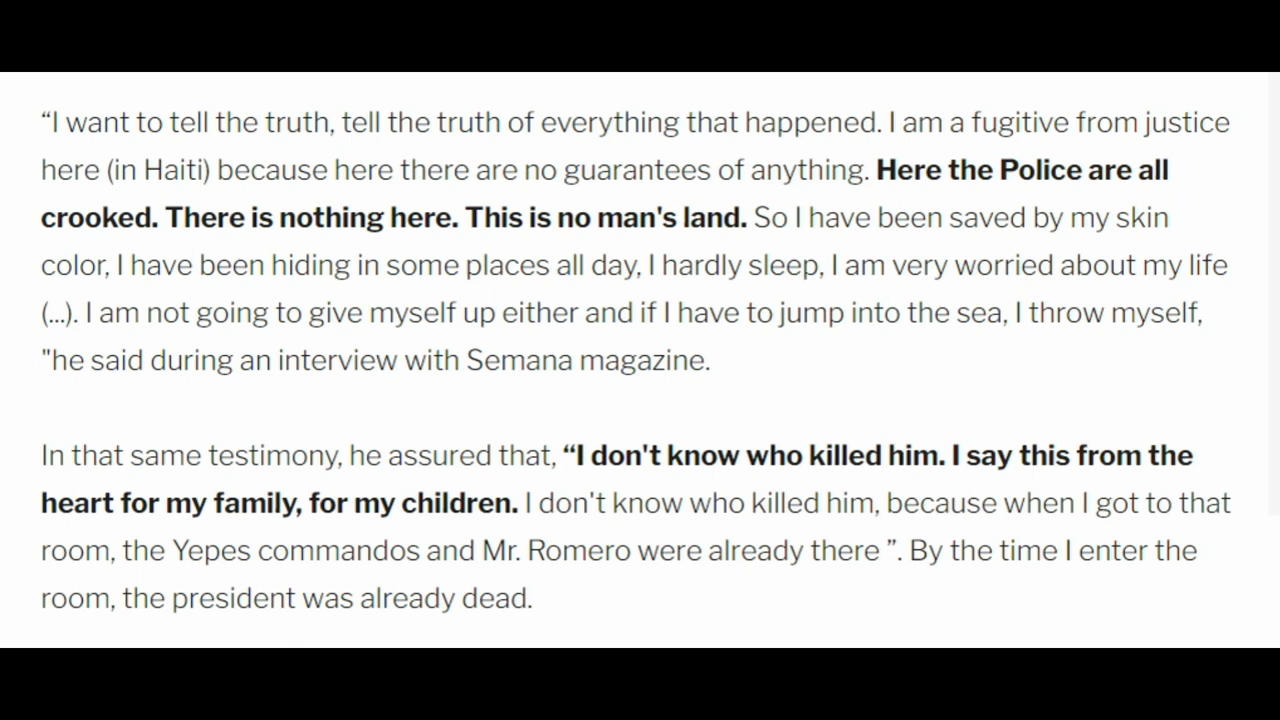 “I want to tell the truth, tell the truth of everything that happened. I am a fugitive from justice
here (in Haiti) because here there are no guarantees of anything. Here the Police are all
crooked. There is nothing here. This is no man's land. So I have been saved by my skin
color, I have been hiding in some places all day, I hardly sleep, I am very worried about my life
(...). I am not going to give myself up either and if I have to jump into the sea, I throw myself,
"he said during an interview with Semana magazine.
In that same testimony, he assured that, “I don't know who killed him. I say this from the
heart for my family, for my children. I don't know who killed him, because when I got to that
room, the Yepes commandos and Mr. Romero were already there ”. By the time I enter the
room, the president was already dead.